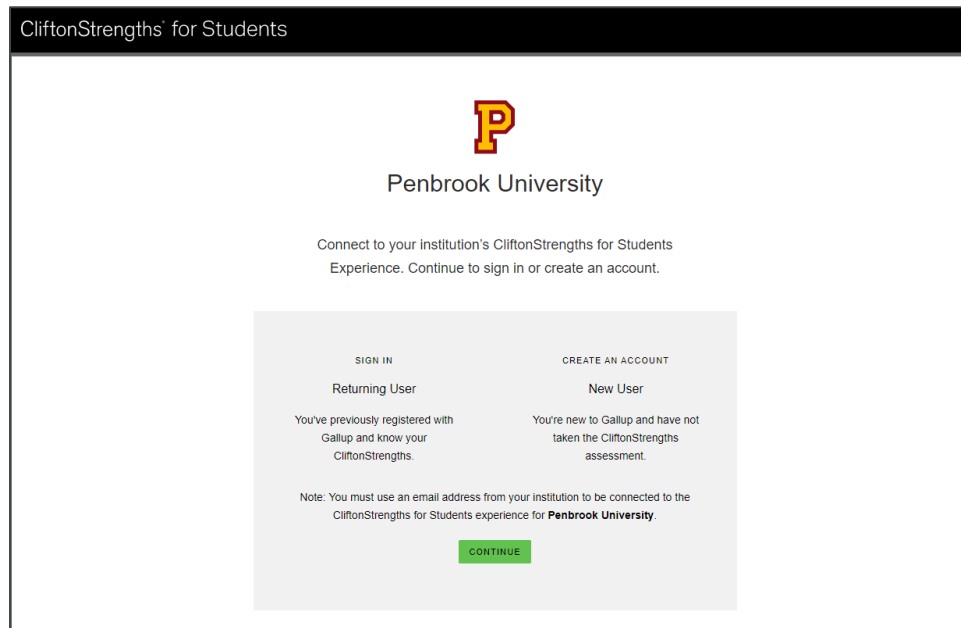 CliftonStrengths® for Students
P
Penbrook University
Connect to your institution's CliftonStrengths for Students
Experience. Continue to sign in or create an account.
SIGN IN
Returning User
You've previously registered with
Gallup and know your
CliftonStrengths.
CREATE AN ACCOUNT
New User
You're new to Gallup and have not
taken the CliftonStrengths
assessment.
Note: You must use an email address from your institution to be connected to the
CliftonStrengths for Students experience for Penbrook University.
CONTINUE